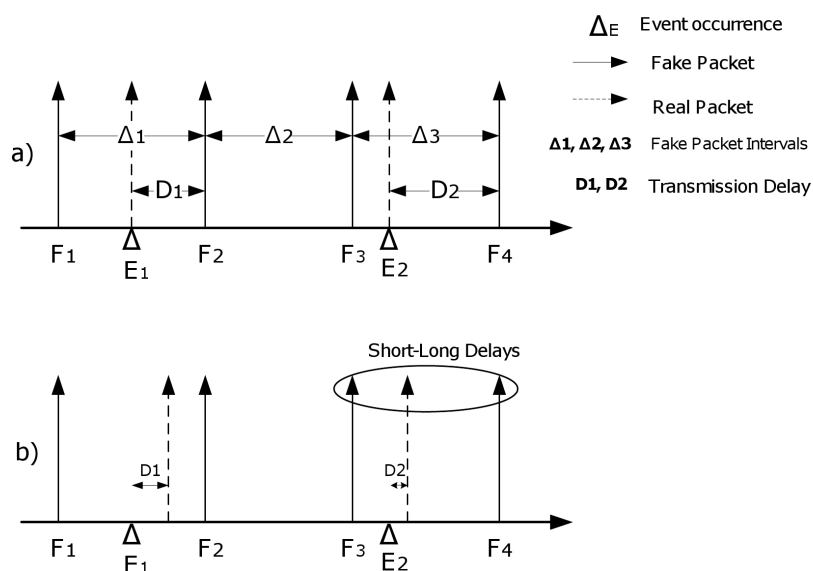 ΔE Event occurrence
Fake Packet
Real Packet
Δ1, Δ2, Δ3 Fake Packet Intervals
D1, D2 Transmission Delay
a)
Δ1 Δ2 Δ3
D1 D2
F1 E1 F2 F3 E2 F4
Short-Long Delays
b)
D1 D2
F1 E1 F2 F3 E2 F4